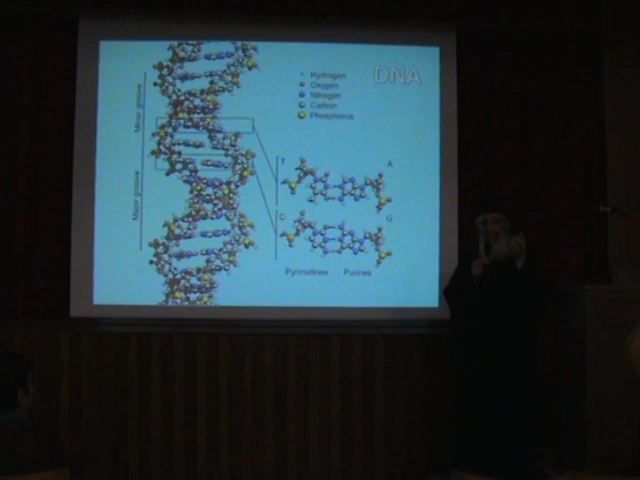 DNA
Hydrogen
Oxygen
Nitrogen
Carbon
Phosphorus
Minor groove
Major groove
T
A
C
G
Pyrimidines
Purines